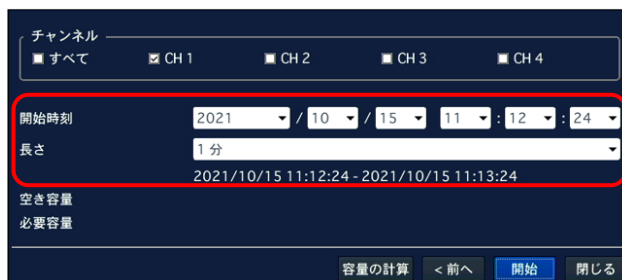 チャンネル
すべて CH 1 CH 2 CH 3 CH 4
開始時刻 2021 / 10 / 15 11 : 12 : 24
長さ 1 分
2021/10/15 11:12:24 - 2021/10/15 11:13:24
空き容量
必要容量
容量の計算 < 前へ 開始 閉じる